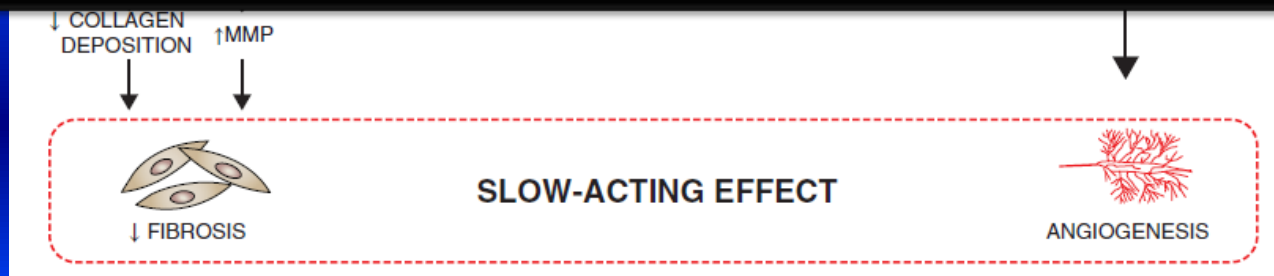 ↓ COLLAGEN
DEPOSITION
↑MMP
SLOW-ACTING EFFECT
↓ FIBROSIS
ANGIOGENESIS